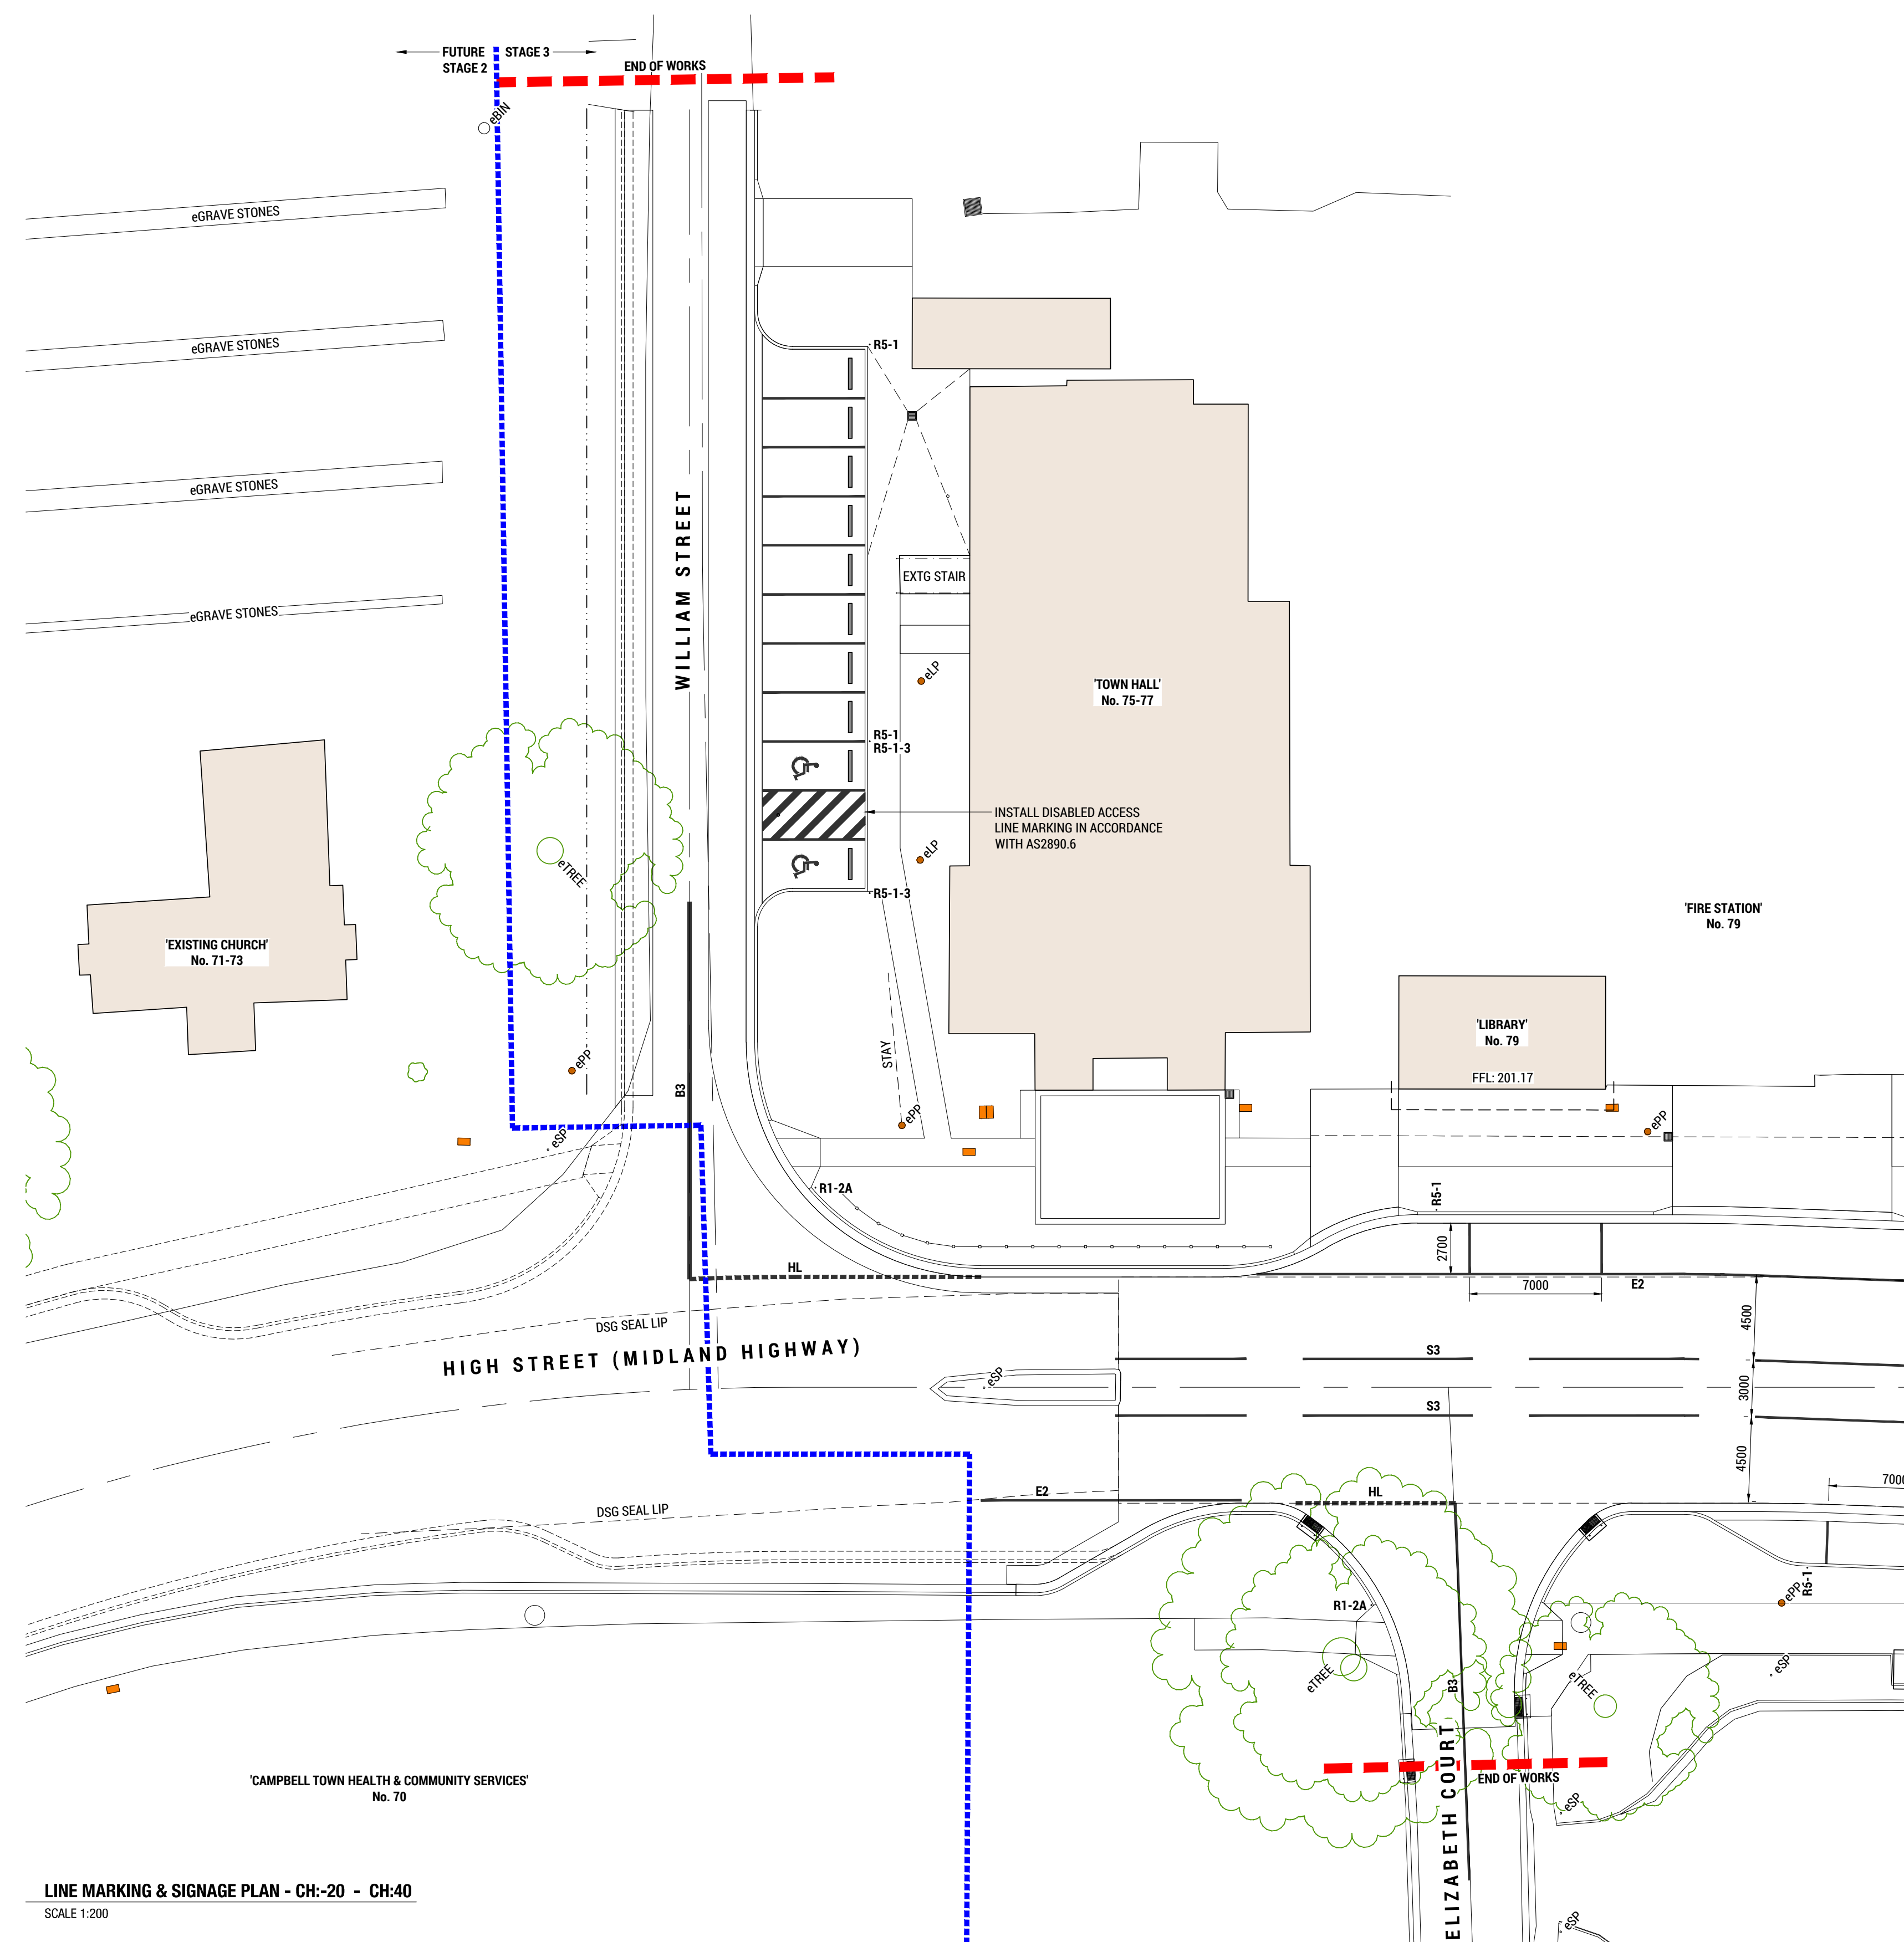 FUTURE
STAGE 2
STAGE 3
END OF WORKS
eBIN
eGRAVE STONES
eGRAVE STONES
eGRAVE STONES
eGRAVE STONES
R5-1
WILLIAM STREET
EXTG STAIR
eLP
'TOWN HALL'
No. 75-77
R5-1
R5-1-3
INSTALL DISABLED ACCESS
LINE MARKING IN ACCORDANCE
WITH AS2890.6
eLP
eTREE
R5-1-3
'FIRE STATION'
No. 79
'EXISTING CHURCH'
No. 71-73
'LIBRARY'
No. 79
FFL: 201.17
STAY
ePP
B3
ePP
ePP
eSP
R1-2A
R5-1
2700
7000
E2
HL
4500
DSG SEAL LIP
HIGH STREET (MIDLAND HIGHWAY)
eSP
S3
3000
S3
4500
7000
E2
HL
DSG SEAL LIP
R1-2A
ePP
R5-1
eTREE
B3
eTREE
eSP
ELIZABETH COURT
END OF WORKS
eSP
'CAMPBELL TOWN HEALTH & COMMUNITY SERVICES'
No. 70
LINE MARKING & SIGNAGE PLAN - CH:-20 - CH:40
SCALE 1:200
eSP